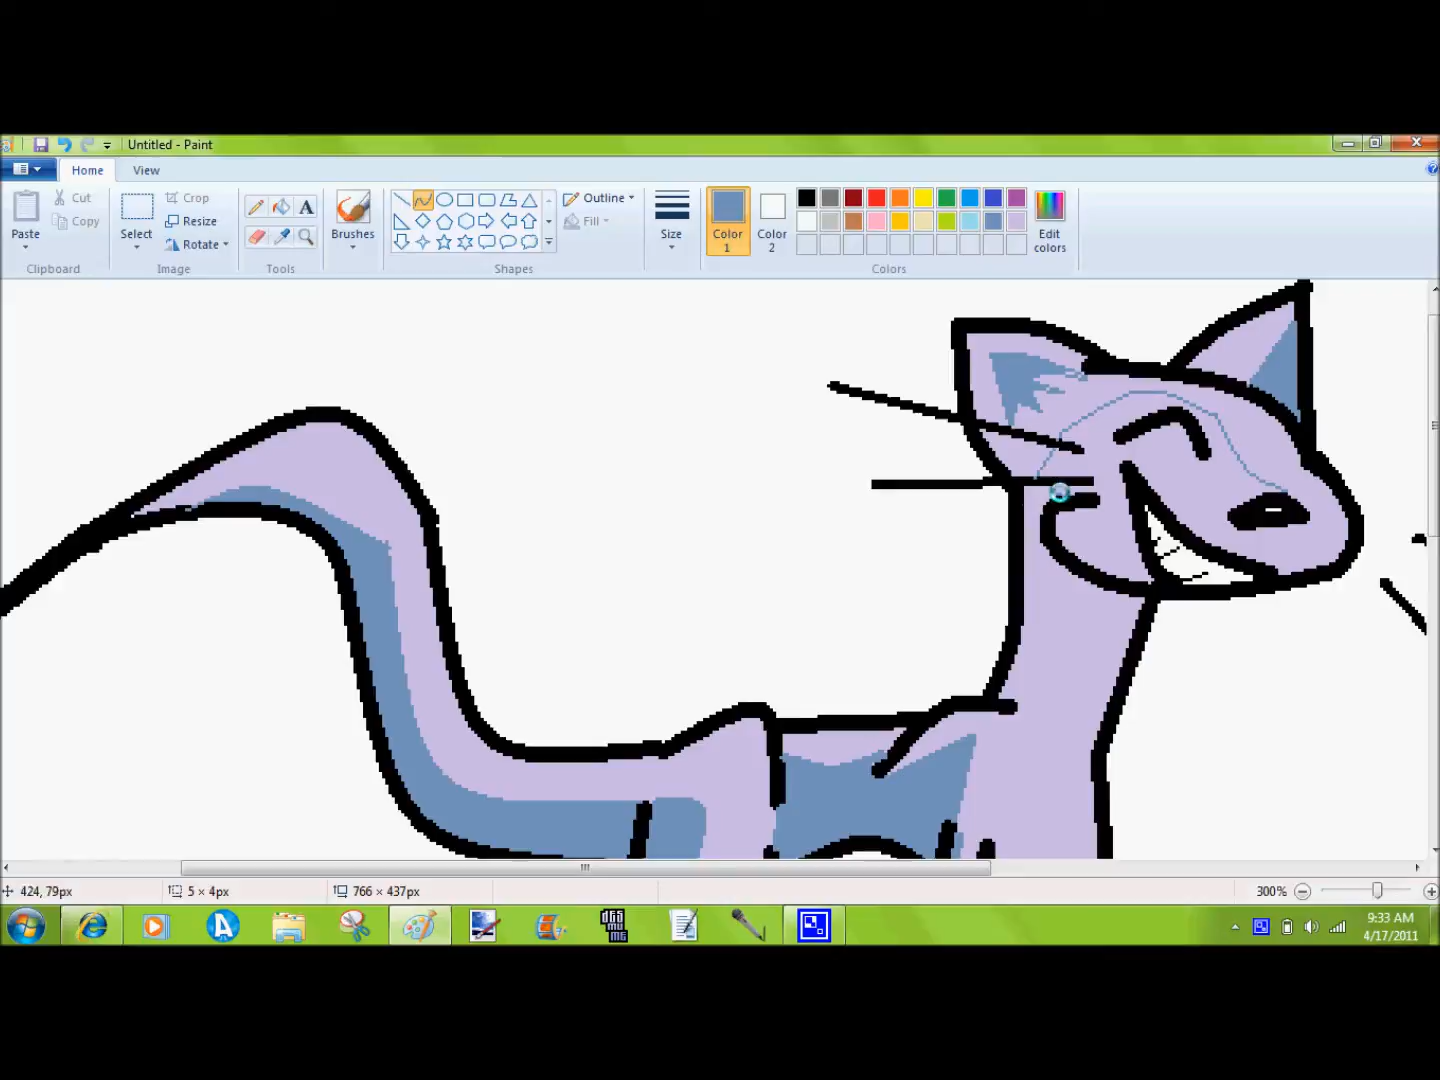 Untitled - Paint
Home View
Paste
Cut
Copy
Clipboard
Select
Crop
Resize
Rotate
Image
A
Tools
Brushes
Outline
Fill
Shapes
Size
Color 1
Color 2
Edit colors
Colors
424, 79px
5 × 4px
766 × 437px
300%
9:33 AM
4/17/2011